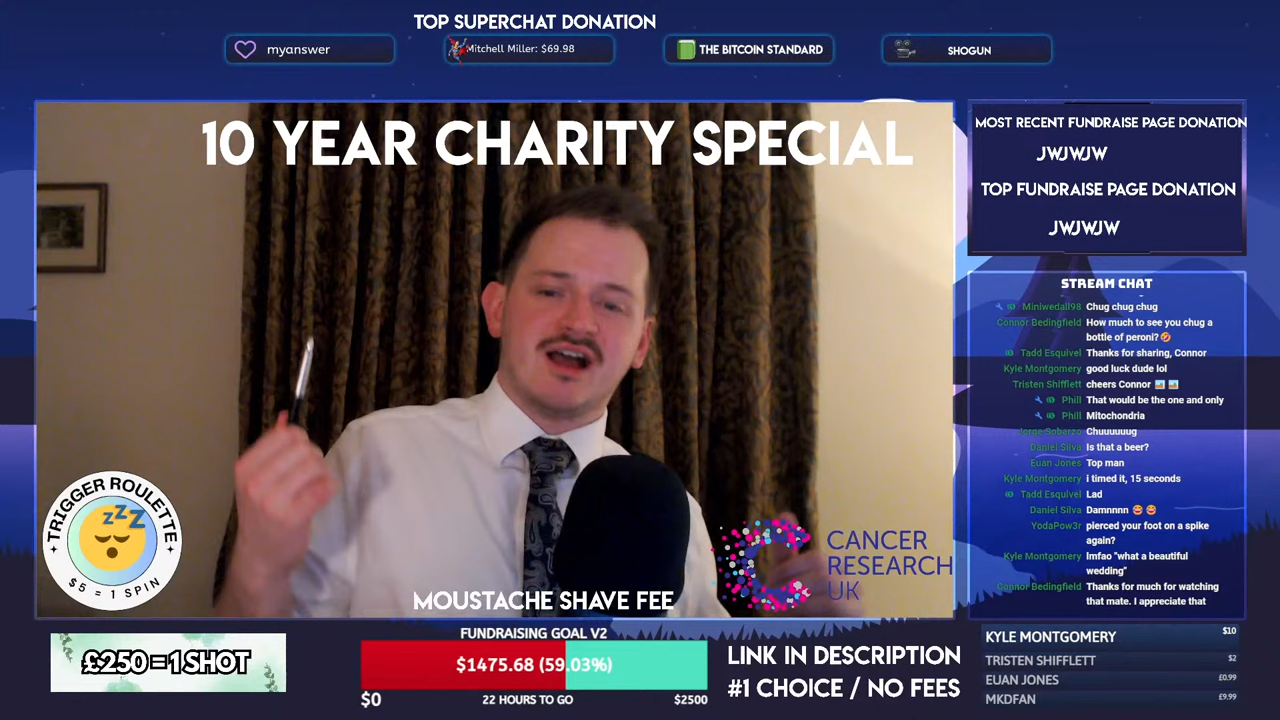 TOP SUPERCHAT DONATION
myanswer
Mitchell Miller: $69.98
THE BITCOIN STANDARD
SHOGUN
10 YEAR CHARITY SPECIAL
MOST RECENT FUNDRAISE PAGE DONATION
JWJWJW
TOP FUNDRAISE PAGE DONATION
JWJWJW
STREAM CHAT
Miniwedall98 Chug chug chug
Connor Bedingfield How much to see you chug a
bottle of peroni?🤣
Tadd Esquivel Thanks for sharing, Connor
Kyle Montgomery good luck dude lol
Tristen Shifflett cheers Connor
Phill That would be the one and only
Phill Mitochondria
Jorge Sobarzo Chuuuuuug
Daniel Silva Is that a beer?
Euan Jones Top man
Kyle Montgomery i timed it, 15 seconds
Tadd Esquivel Lad
Daniel Silva Damnnnn 🥰 🥰
YodaPow3r pierced your foot on a spike
again?
Kyle Montgomery lmfao "what a beautiful
wedding"
Connor Bedingfield Thanks for much for watching
that mate. I appreciate that
TRIGGER ROULETTE
zzZ
$5 = 1 SPIN
CANCER
RESEARCH
UK
MOUSTACHE SHAVE FEE
£250 = 1 SHOT
FUNDRAISING GOAL V2
$1475.68 (59.03%)
$0
22 HOURS TO GO
$2500
LINK IN DESCRIPTION
#1 CHOICE / NO FEES
KYLE MONTGOMERY $10
TRISTEN SHIFFLETT $2
EUAN JONES £0.99
MKDFAN £9.99